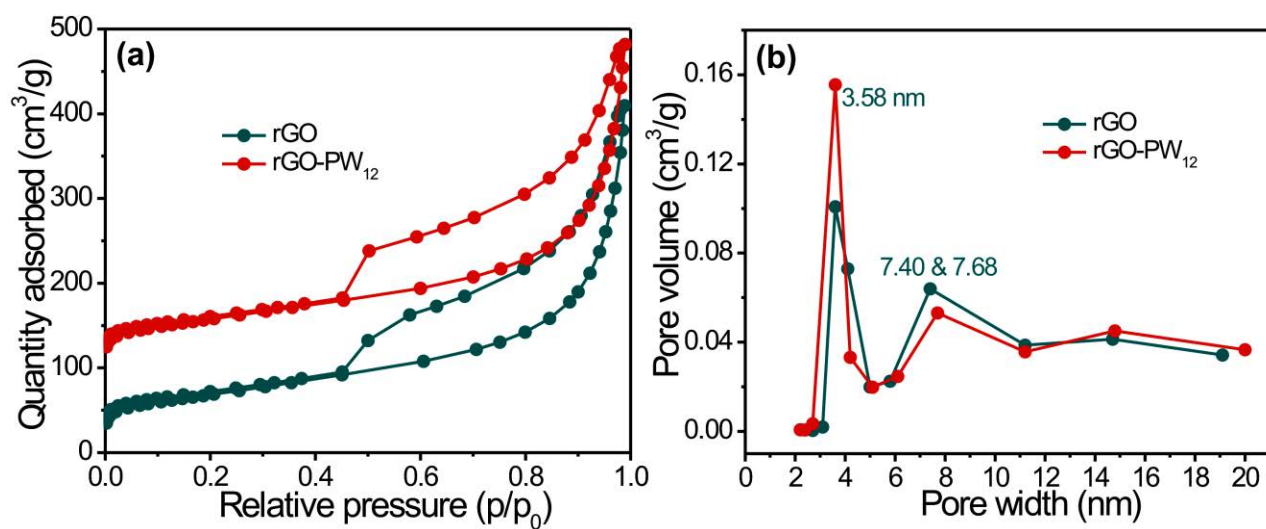 (a)
rGO
rGO-PW₁₂
Quantity adsorbed (cm³/g)
500
400
300
200
100
0
0.0 0.2 0.4 0.6 0.8 1.0
Relative pressure (p/p₀)
(b)
3.58 nm
rGO
rGO-PW₁₂
7.40 & 7.68
Pore volume (cm³/g)
0.16
0.12
0.08
0.04
0.00
0 2 4 6 8 10 12 14 16 18 20
Pore width (nm)